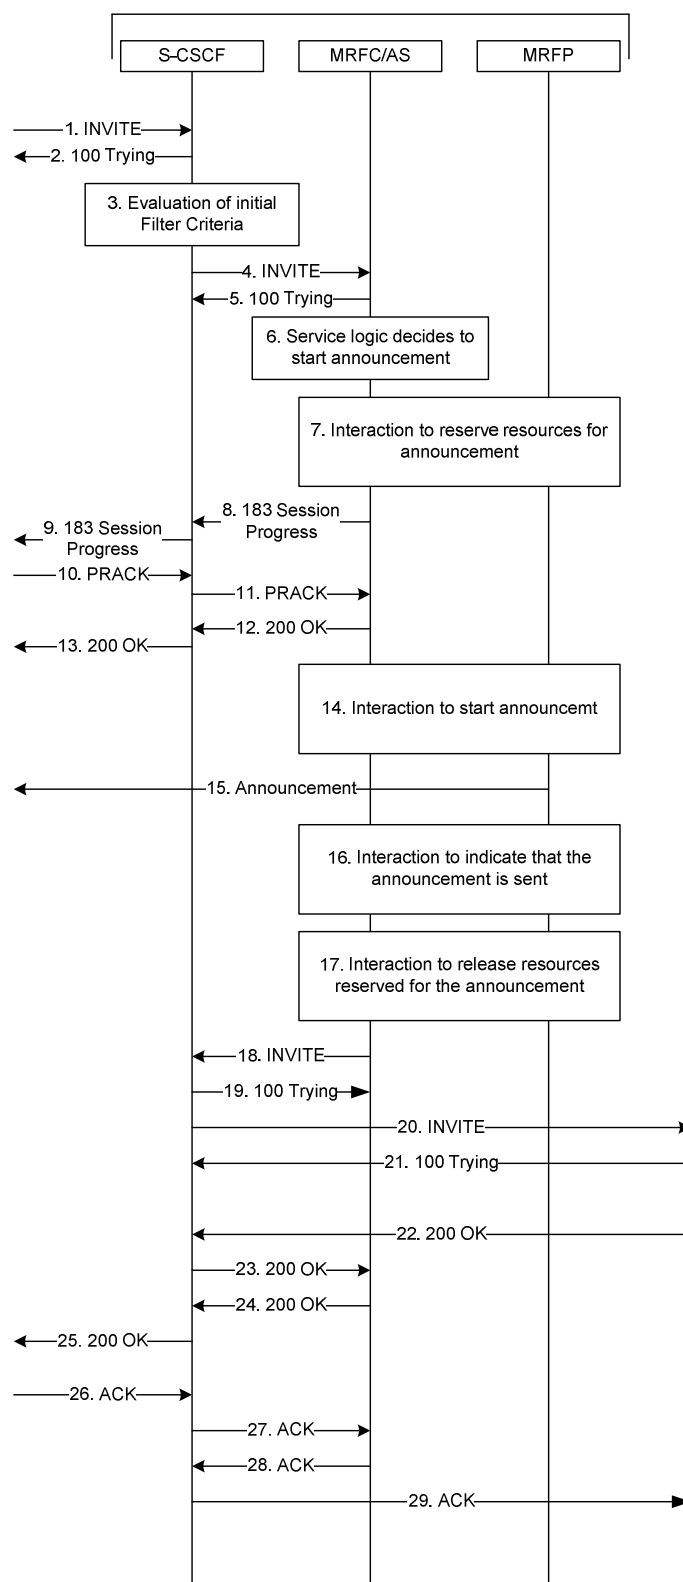 S-CSCF
MRFC/AS
MRFP
1. INVITE
2. 100 Trying
3. Evaluation of initial
Filter Criteria
4. INVITE
5. 100 Trying
6. Service logic decides to
start announcement
7. Interaction to reserve resources for
announcement
8. 183 Session
Progress
9. 183 Session
Progress
10. PRACK
11. PRACK
12. 200 OK
13. 200 OK
14. Interaction to start announcemt
15. Announcement
16. Interaction to indicate that the
announcement is sent
17. Interaction to release resources
reserved for the announcement
18. INVITE
19. 100 Trying
20. INVITE
21. 100 Trying
22. 200 OK
23. 200 OK
24. 200 OK
25. 200 OK
26. ACK
27. ACK
28. ACK
29. ACK